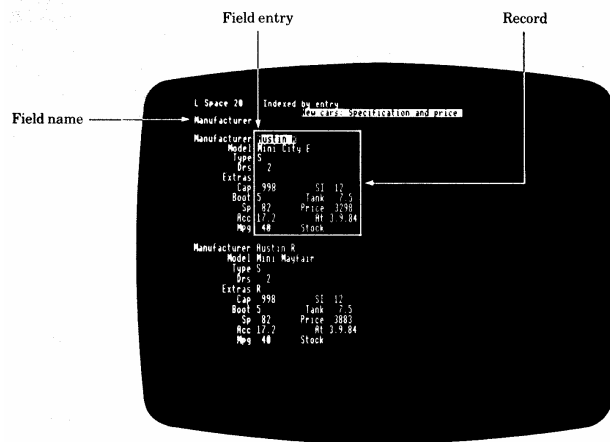 Field entry Record
L Space 20 Indexed by entry
New cars: Specification and price
Field name Manufacturer
Manufacturer Austin R
Model Mini City E
Type S
Drs 2
Extras
Cap 998 SI 12
Boot 5 Tank 7.5
Sp 82 Price 3298
Acc 17.2 At 3.9.84
Mpg 40 Stock
Manufacturer Austin R
Model Mini Mayfair
Type S
Drs 2
Extras R
Cap 998 SI 12
Boot 5 Tank 7.5
Sp 82 Price 3883
Acc 17.2 At 3.9.84
Mpg 40 Stock